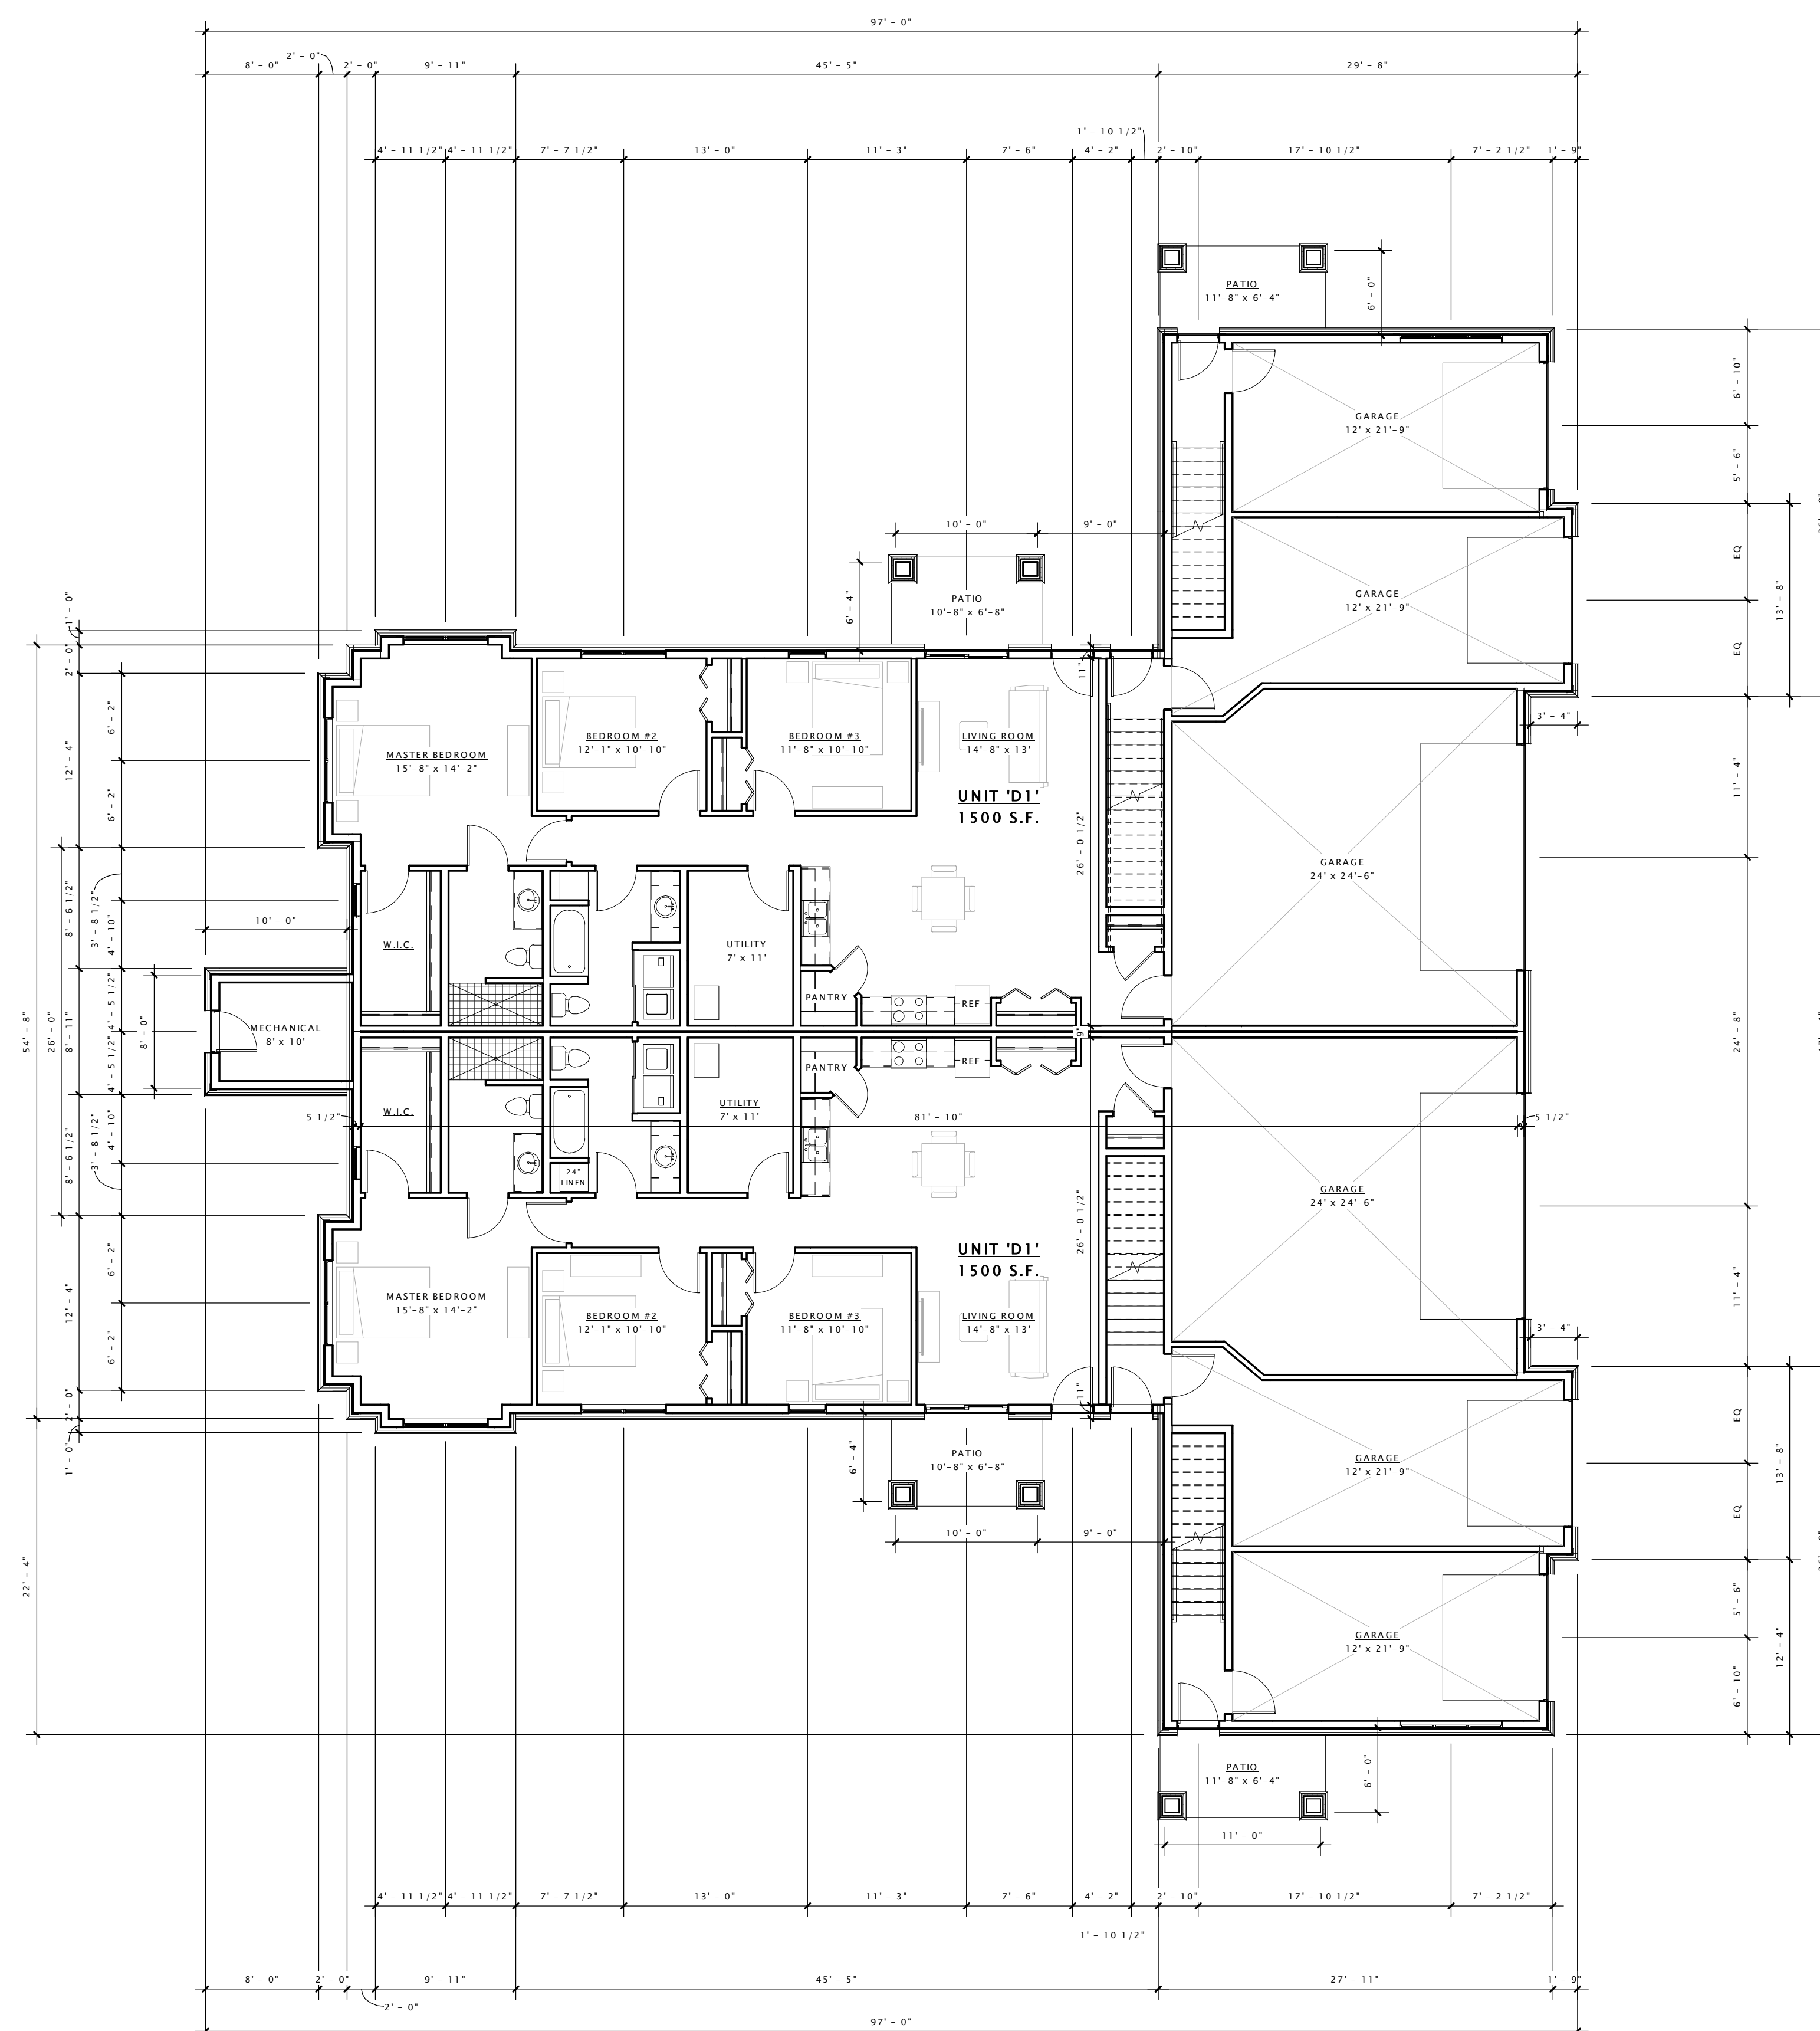 97' - 0"
8' - 0"
2' - 0"
2' - 0"
9' - 11"
45' - 5"
29' - 8"
1' - 10 1/2"
4' - 11 1/2"
4' - 11 1/2"
7' - 7 1/2"
13' - 0"
11' - 3"
7' - 6"
4' - 2"
2' - 10"
17' - 10 1/2"
7' - 2 1/2"
1' - 9"
PATIO
11'-8" x 6'-4"
6' - 0"
GARAGE
12' x 21'-9"
6' - 10"
5' - 6"
10' - 0"
9' - 0"
EQ
13' - 8"
EQ
PATIO
10'-8" x 6'-8"
6' - 4"
GARAGE
12' x 21'-9"
1' - 0"
2' - 0"
11"
3' - 4"
6' - 2"
12' - 4"
6' - 2"
MASTER BEDROOM
15'-8" x 14'-2"
BEDROOM #2
12'-1" x 10'-10"
BEDROOM #3
11'-8" x 10'-10"
LIVING ROOM
14'-8" x 13'
UNIT 'D1'
1500 S.F.
26' - 0 1/2"
11' - 4"
GARAGE
24' x 24'-6"
8' - 6 1/2"
3' - 8 1/2"
4' - 10"
10' - 0"
W.I.C.
UTILITY
7' x 11'
PANTRY
REF
54' - 8"
26' - 0"
8' - 11"
4' - 5 1/2"
4' - 5 1/2"
8' - 0"
MECHANICAL
8' x 10'
9"
24' - 8"
REF
PANTRY
W.I.C.
UTILITY
7' x 11'
5 1/2"
81' - 10"
5 1/2"
8' - 6 1/2"
3' - 8 1/2"
4' - 10"
24"
LINEN
GARAGE
24' x 24'-6"
26' - 0 1/2"
UNIT 'D1'
1500 S.F.
6' - 2"
12' - 4"
6' - 2"
MASTER BEDROOM
15'-8" x 14'-2"
BEDROOM #2
12'-1" x 10'-10"
BEDROOM #3
11'-8" x 10'-10"
LIVING ROOM
14'-8" x 13'
11' - 4"
3' - 4"
2' - 0"
1' - 0"
11"
6' - 4"
PATIO
10'-8" x 6'-8"
GARAGE
12' x 21'-9"
EQ
13' - 8"
EQ
10' - 0"
9' - 0"
22' - 4"
5' - 6"
12' - 4"
6' - 10"
GARAGE
12' x 21'-9"
PATIO
11'-8" x 6'-4"
6' - 0"
11' - 0"
4' - 11 1/2"
4' - 11 1/2"
7' - 7 1/2"
13' - 0"
11' - 3"
7' - 6"
4' - 2"
2' - 10"
17' - 10 1/2"
7' - 2 1/2"
1' - 10 1/2"
8' - 0"
2' - 0"
9' - 11"
45' - 5"
27' - 11"
1' - 9"
2' - 0"
97' - 0"